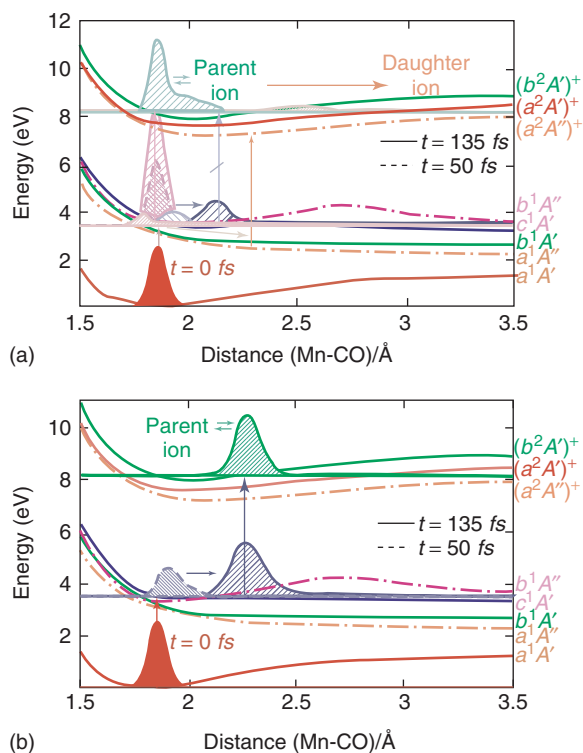 12
10
8
6
4
2
Energy (eV)
Parent
ion
Daughter
ion
t = 135 fs
t = 50 fs
t = 0 fs
(b²A′)⁺
(a²A′)⁺
(a²A″)⁺
b¹A″
c¹A′
b¹A′
a¹A″
a¹A′
1.5
2
2.5
3
3.5
(a)
Distance (Mn-CO)/Å
10
8
6
4
2
Energy (eV)
Parent
ion
t = 135 fs
t = 50 fs
t = 0 fs
(b²A′)⁺
(a²A′)⁺
(a²A″)⁺
b¹A″
c¹A′
b¹A′
a¹A″
a¹A′
1.5
2
2.5
3
3.5
(b)
Distance (Mn-CO)/Å